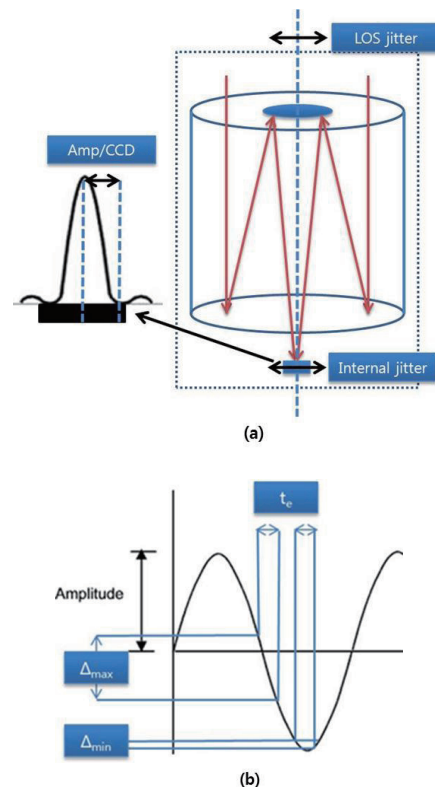 LOS jitter
Amp/CCD
Internal jitter
(a)
tₑ
Amplitude
Δmax
Δmin
(b)